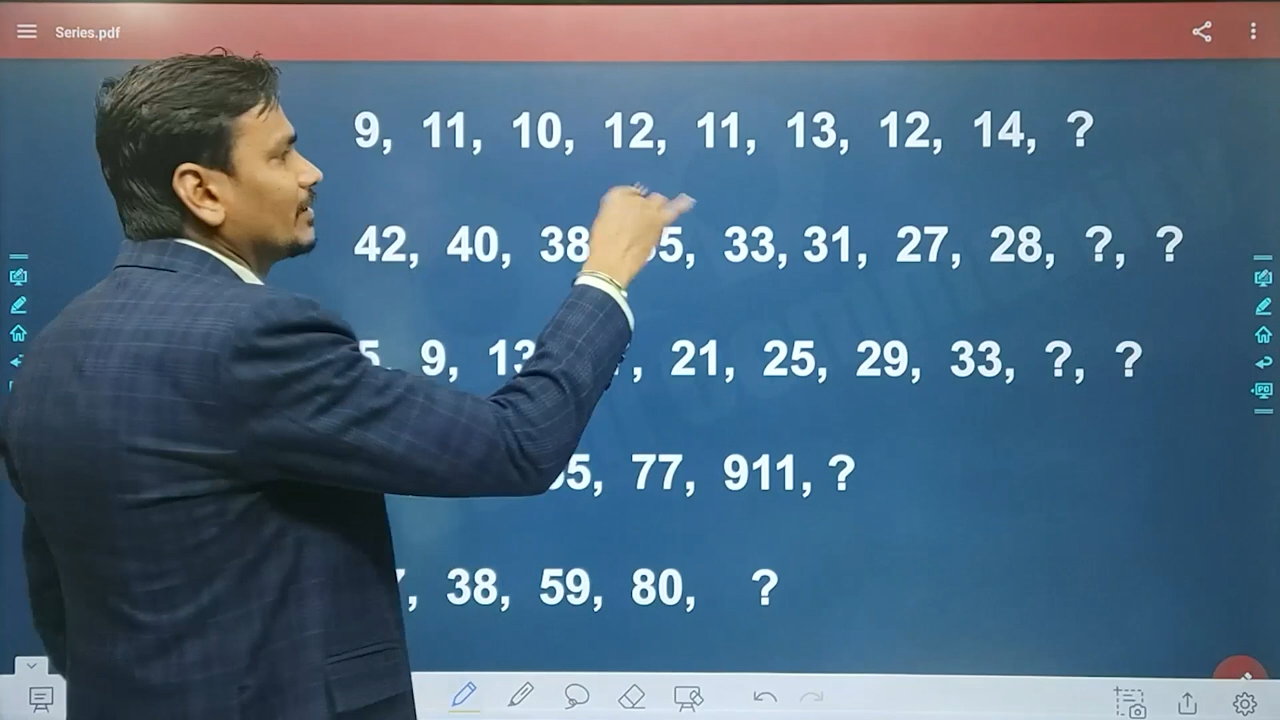 Series.pdf
9, 11, 10, 12, 11, 13, 12, 14, ?
42, 40, 38 5, 33, 31, 27, 28, ?, ?
5 9, 13 , 21, 25, 29, 33, ?, ?
5, 77, 911, ?
, 38, 59, 80, ?